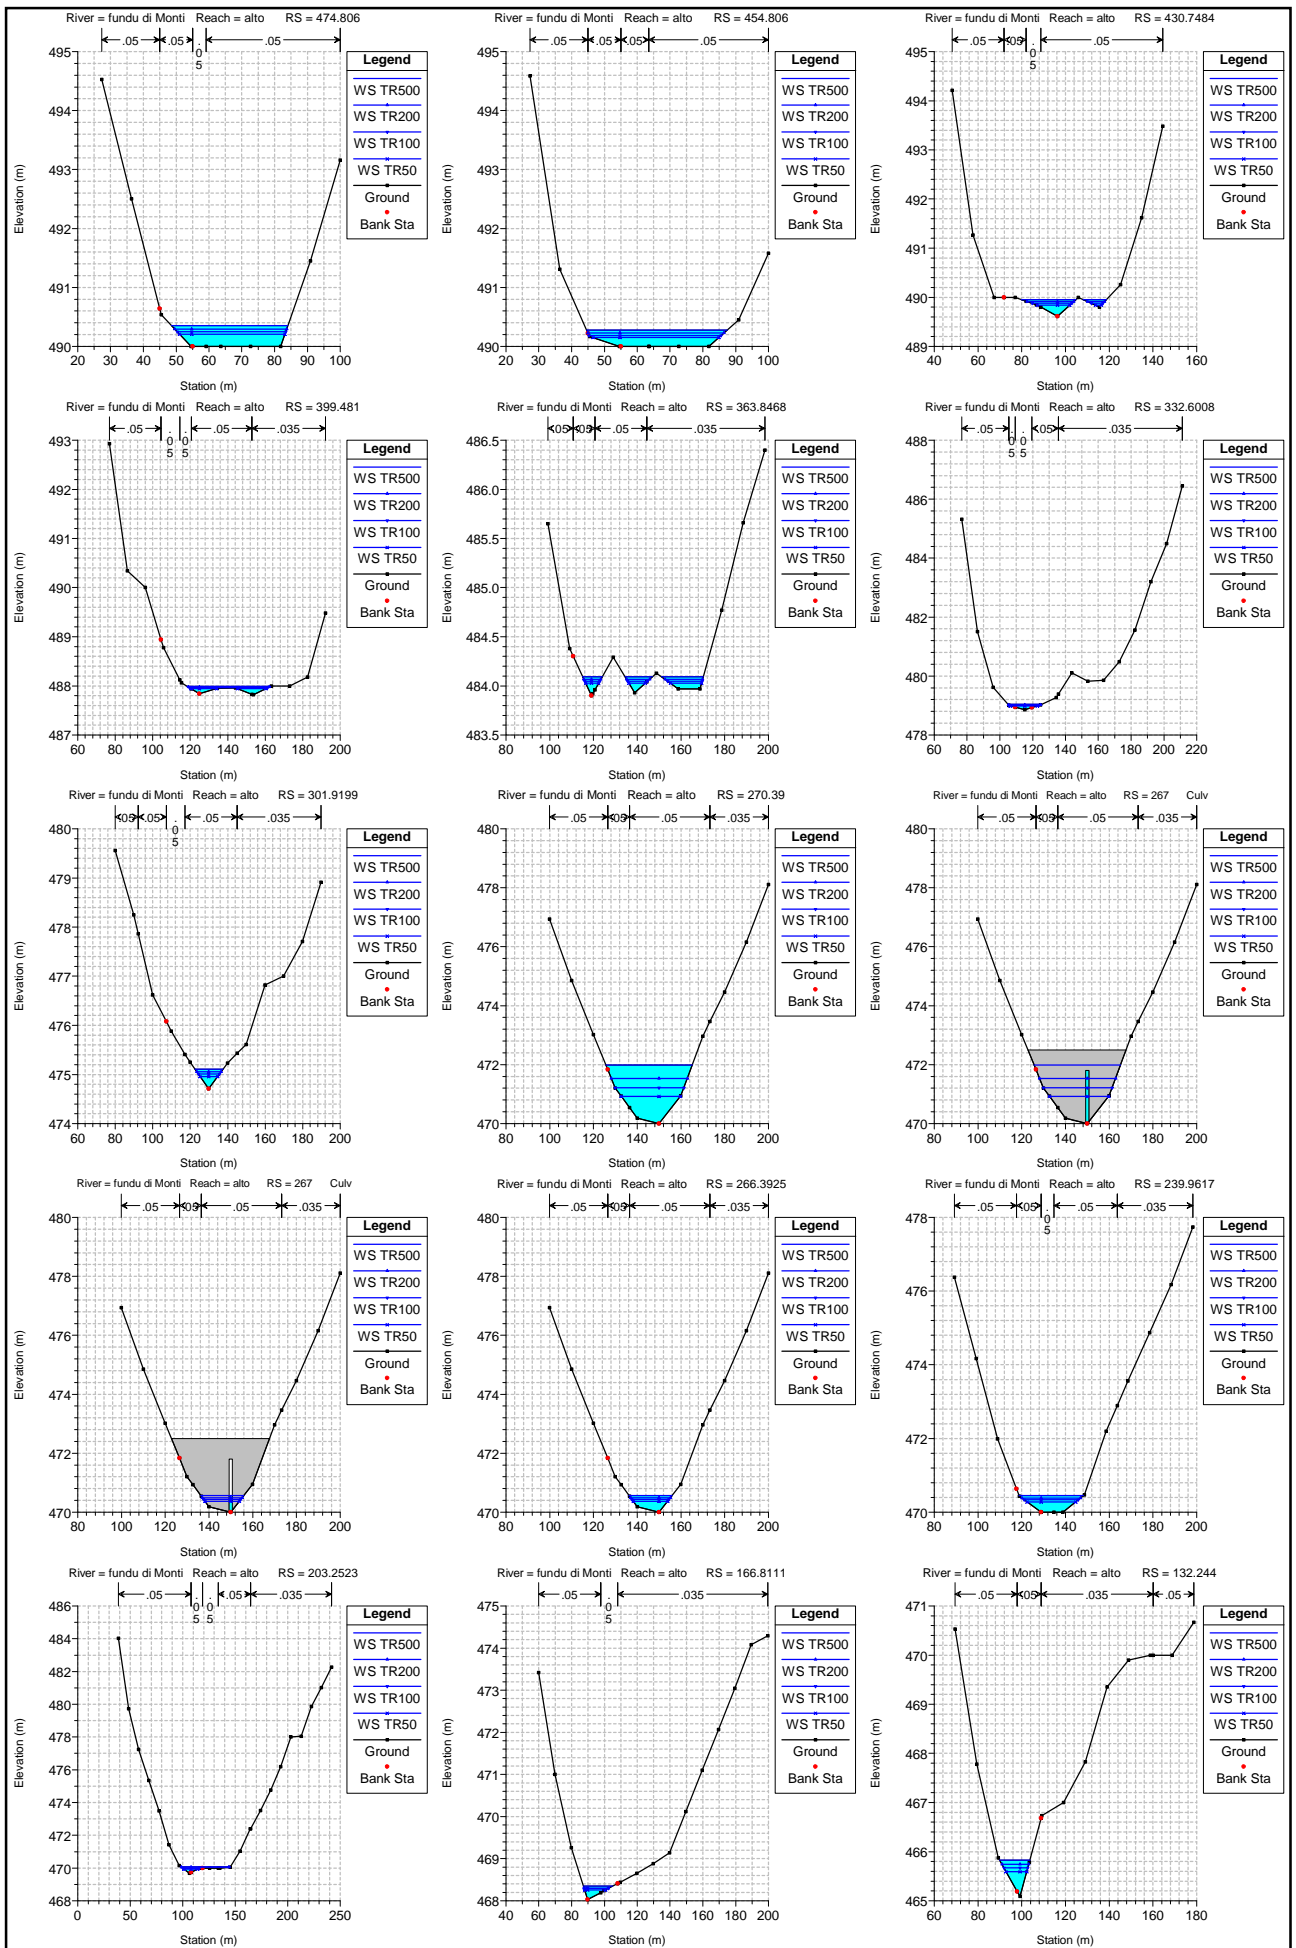 River = fundu di Monti Reach = alto RS = 474.806
.05 .05 .05 .05
495
494
493
492
491
490
20 30 40 50 60 70 80 90 100
Station (m)
Elevation (m)
Legend
WS TR500
WS TR200
WS TR100
WS TR50
Ground
Bank Sta
River = fundu di Monti Reach = alto RS = 454.806
.05 .05 .05 .05
495
494
493
492
491
490
20 30 40 50 60 70 80 90 100
Station (m)
Elevation (m)
Legend
WS TR500
WS TR200
WS TR100
WS TR50
Ground
Bank Sta
River = fundu di Monti Reach = alto RS = 430.7484
.05 .05 .05 .05
495
494
493
492
491
490
489
40 60 80 100 120 140 160
Station (m)
Elevation (m)
Legend
WS TR500
WS TR200
WS TR100
WS TR50
Ground
Bank Sta
River = fundu di Monti Reach = alto RS = 399.481
.05 .05 .05 .05 .035
493
492
491
490
489
488
487
60 80 100 120 140 160 180 200
Station (m)
Elevation (m)
Legend
WS TR500
WS TR200
WS TR100
WS TR50
Ground
Bank Sta
River = fundu di Monti Reach = alto RS = 363.8468
.05 .05 .05 .035
486.5
486.0
485.5
485.0
484.5
484.0
483.5
80 100 120 140 160 180 200
Station (m)
Elevation (m)
Legend
WS TR500
WS TR200
WS TR100
WS TR50
Ground
Bank Sta
River = fundu di Monti Reach = alto RS = 332.6008
.05 .05 .05 .05 .035
488
486
484
482
480
478
60 80 100 120 140 160 180 200 220
Station (m)
Elevation (m)
Legend
WS TR500
WS TR200
WS TR100
WS TR50
Ground
Bank Sta
River = fundu di Monti Reach = alto RS = 301.9199
.05 .05 .05 .05 .035
480
479
478
477
476
475
474
60 80 100 120 140 160 180 200
Station (m)
Elevation (m)
Legend
WS TR500
WS TR200
WS TR100
WS TR50
Ground
Bank Sta
River = fundu di Monti Reach = alto RS = 270.39
.05 .05 .05 .035
480
478
476
474
472
470
80 100 120 140 160 180 200
Station (m)
Elevation (m)
Legend
WS TR500
WS TR200
WS TR100
WS TR50
Ground
Bank Sta
River = fundu di Monti Reach = alto RS = 267 Culv
.05 .05 .05 .035
480
478
476
474
472
470
80 100 120 140 160 180 200
Station (m)
Elevation (m)
Legend
WS TR500
WS TR200
WS TR100
WS TR50
Ground
Bank Sta
River = fundu di Monti Reach = alto RS = 267 Culv
.05 .05 .05 .035
480
478
476
474
472
470
80 100 120 140 160 180 200
Station (m)
Elevation (m)
Legend
WS TR500
WS TR200
WS TR100
WS TR50
Ground
Bank Sta
River = fundu di Monti Reach = alto RS = 266.3925
.05 .05 .05 .035
480
478
476
474
472
470
80 100 120 140 160 180 200
Station (m)
Elevation (m)
Legend
WS TR500
WS TR200
WS TR100
WS TR50
Ground
Bank Sta
River = fundu di Monti Reach = alto RS = 239.9617
.05 .05 .05 .05 .035
478
476
474
472
470
80 100 120 140 160 180 200
Station (m)
Elevation (m)
Legend
WS TR500
WS TR200
WS TR100
WS TR50
Ground
Bank Sta
River = fundu di Monti Reach = alto RS = 203.2523
.05 .05 .05 .05 .035
486
484
482
480
478
476
474
472
470
468
0 50 100 150 200 250
Station (m)
Elevation (m)
Legend
WS TR500
WS TR200
WS TR100
WS TR50
Ground
Bank Sta
River = fundu di Monti Reach = alto RS = 166.8111
.05 .05 .035
475
474
473
472
471
470
469
468
40 60 80 100 120 140 160 180 200
Station (m)
Elevation (m)
Legend
WS TR500
WS TR200
WS TR100
WS TR50
Ground
Bank Sta
River = fundu di Monti Reach = alto RS = 132.244
.05 .05 .035 .05
471
470
469
468
467
466
465
60 80 100 120 140 160 180
Station (m)
Elevation (m)
Legend
WS TR500
WS TR200
WS TR100
WS TR50
Ground
Bank Sta